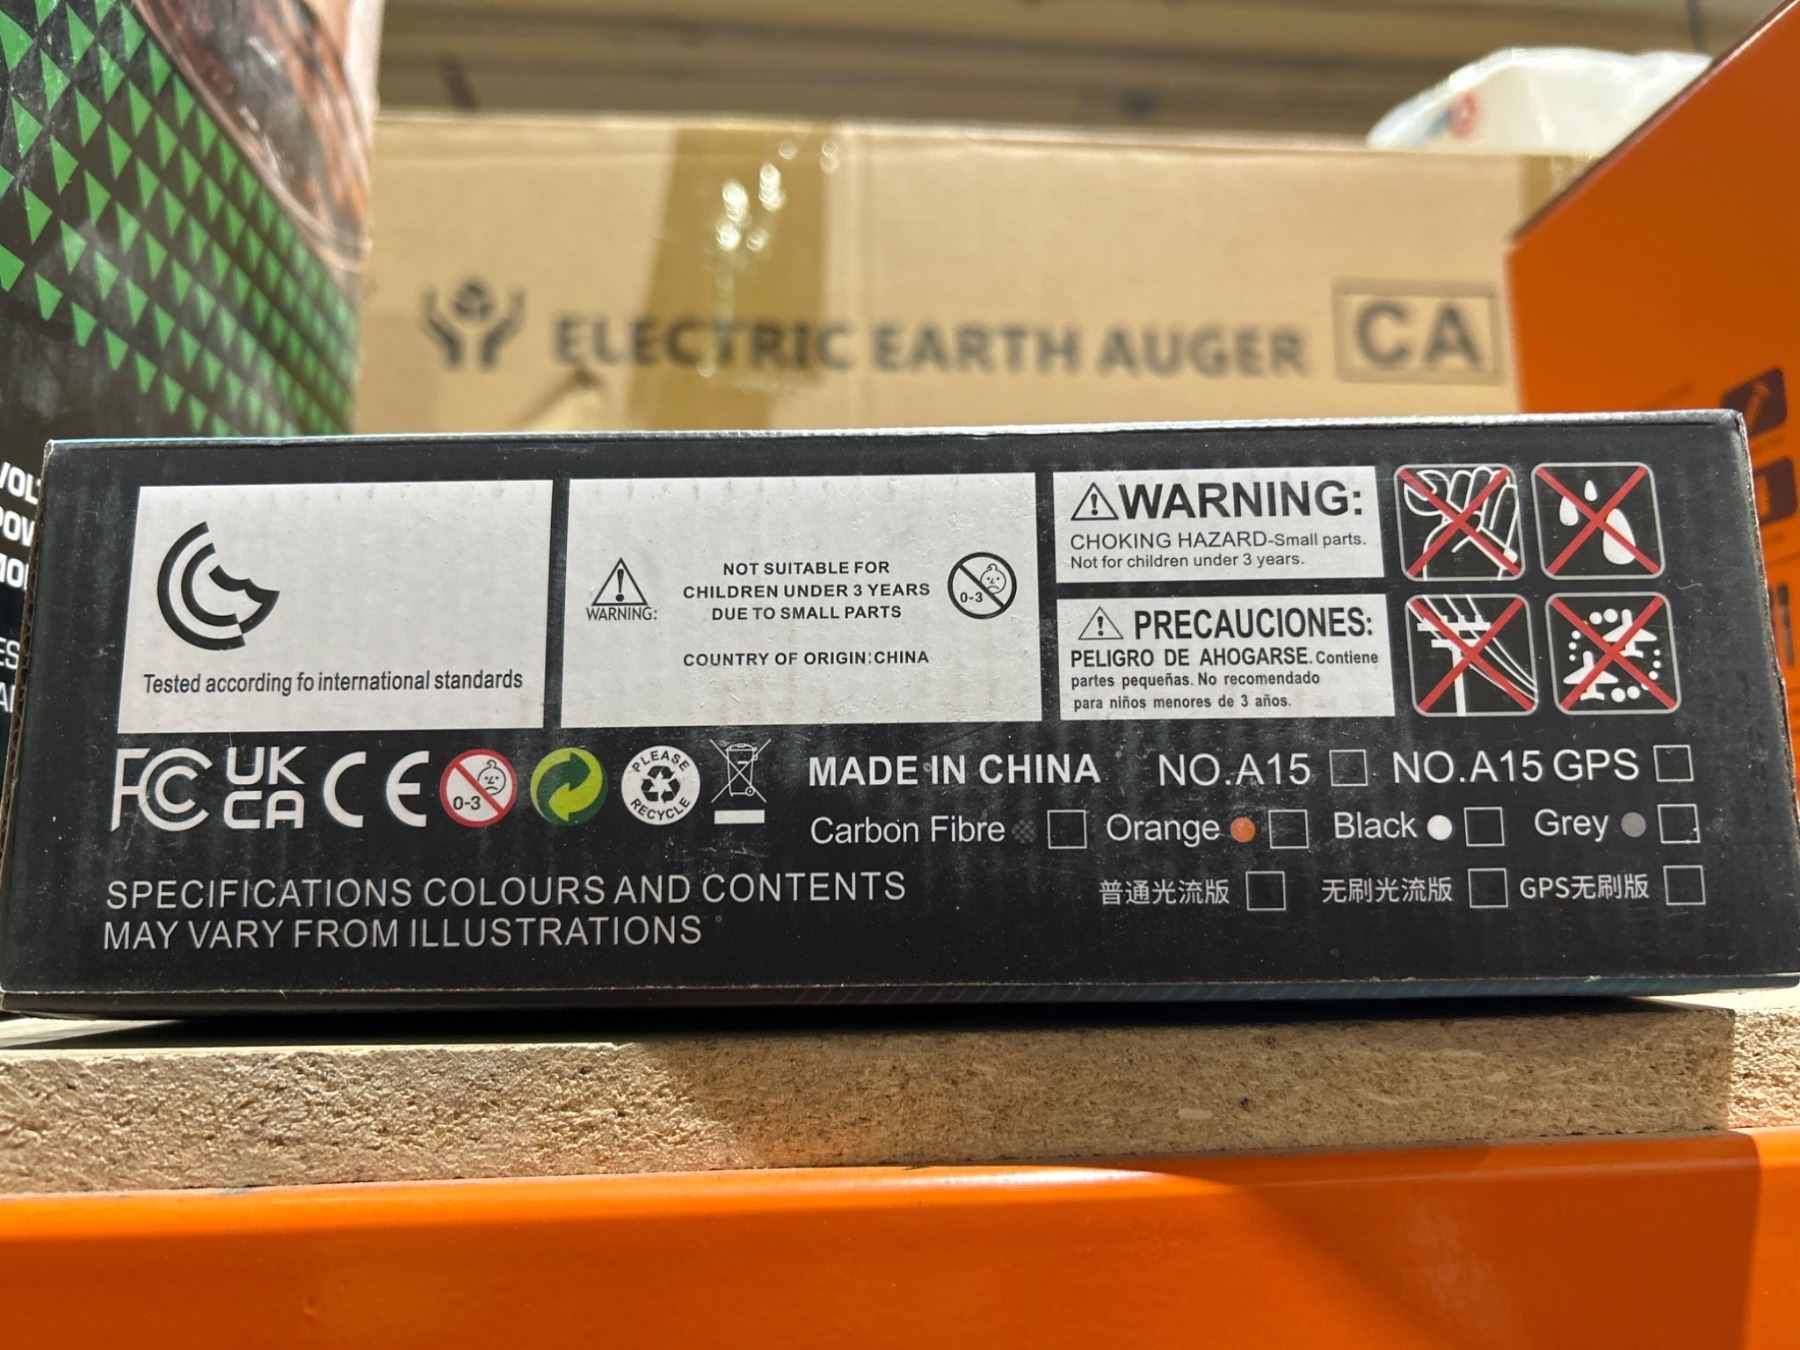 ELECTRIC EARTH AUGER CA
Tested according fo international standards
WARNING:
NOT SUITABLE FOR
CHILDREN UNDER 3 YEARS
DUE TO SMALL PARTS
COUNTRY OF ORIGIN:CHINA
0-3
WARNING:
CHOKING HAZARD-Small parts.
Not for children under 3 years.
PRECAUCIONES:
PELIGRO DE AHOGARSE. Contiene
partes pequeñas. No recomendado
para niños menores de 3 años.
FC UK CA CE 0-3 PLEASE RECYCLE
MADE IN CHINA NO.A15 NO.A15 GPS
Carbon Fibre Orange Black Grey
SPECIFICATIONS COLOURS AND CONTENTS
MAY VARY FROM ILLUSTRATIONS
普通光流版 无刷光流版 GPS无刷版